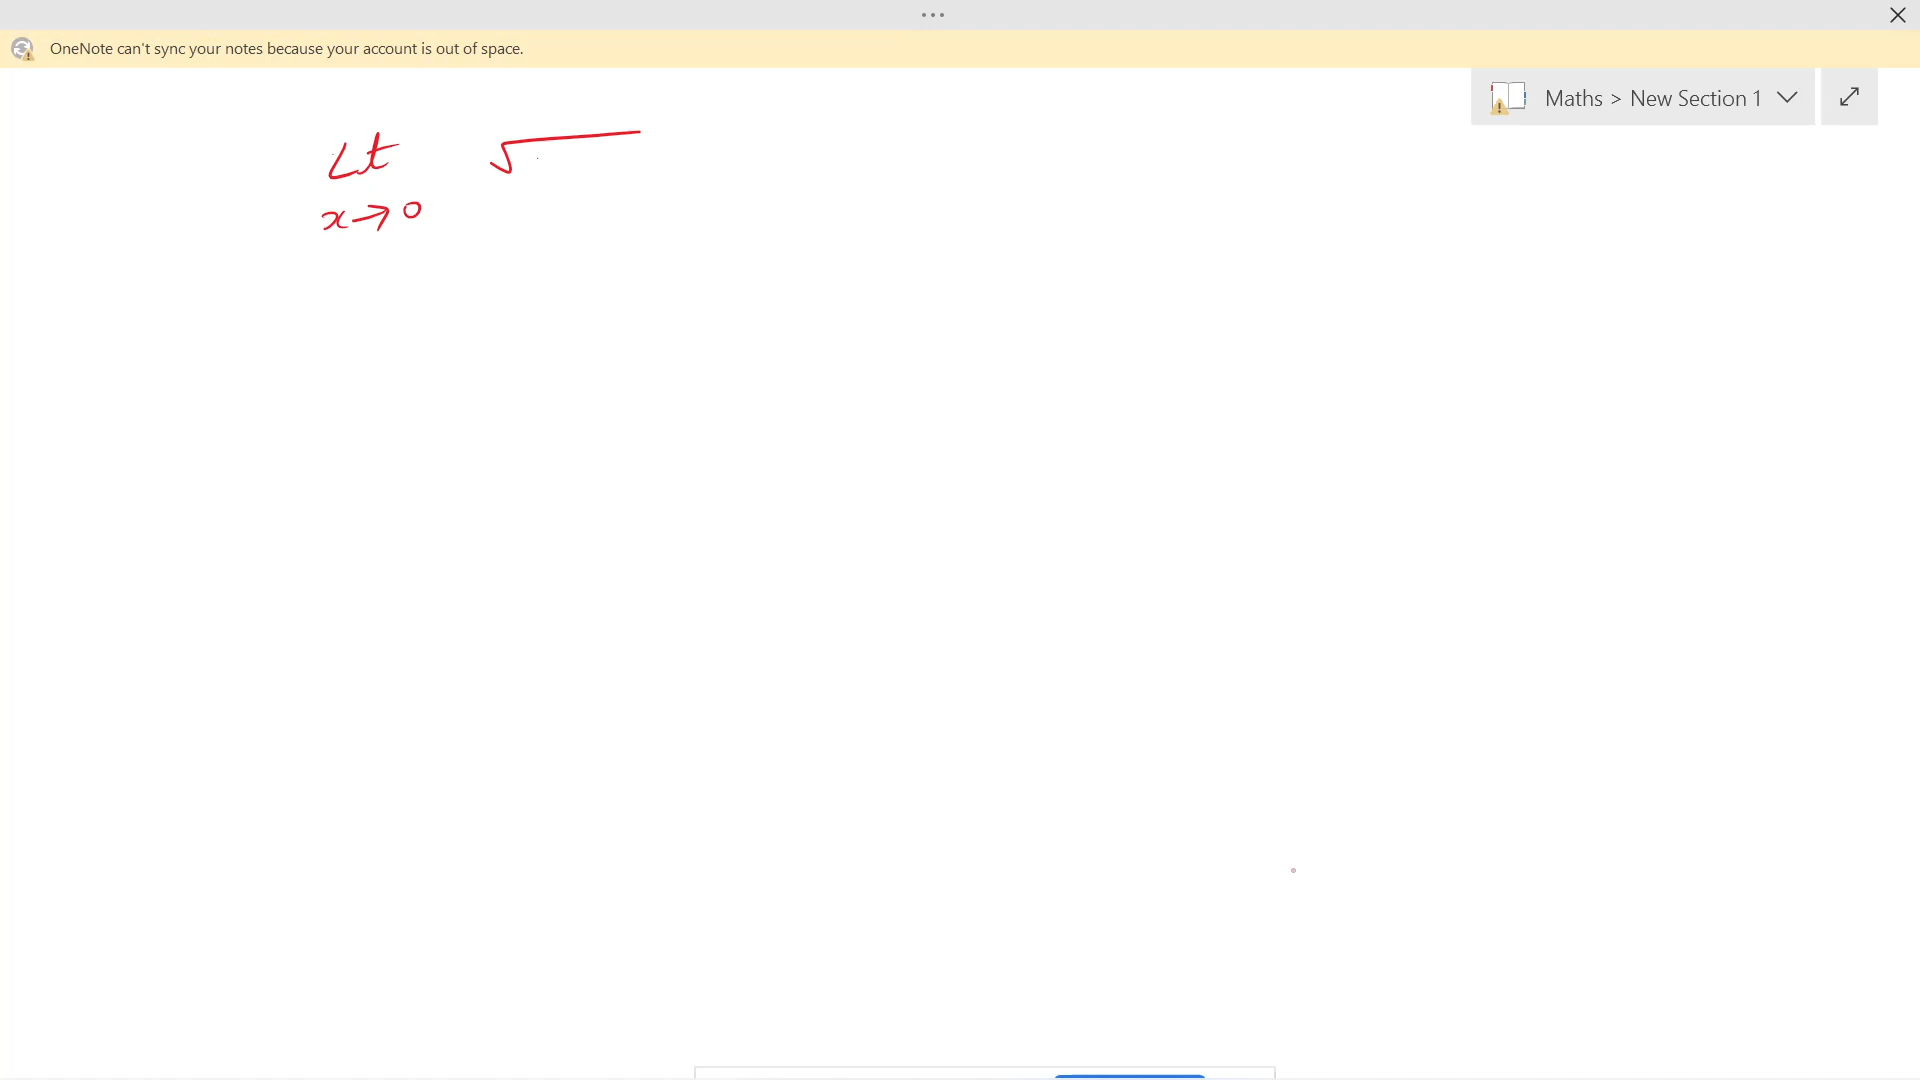 OneNote can't sync your notes because your account is out of space.
Maths > New Section 1
Lt √
x→0